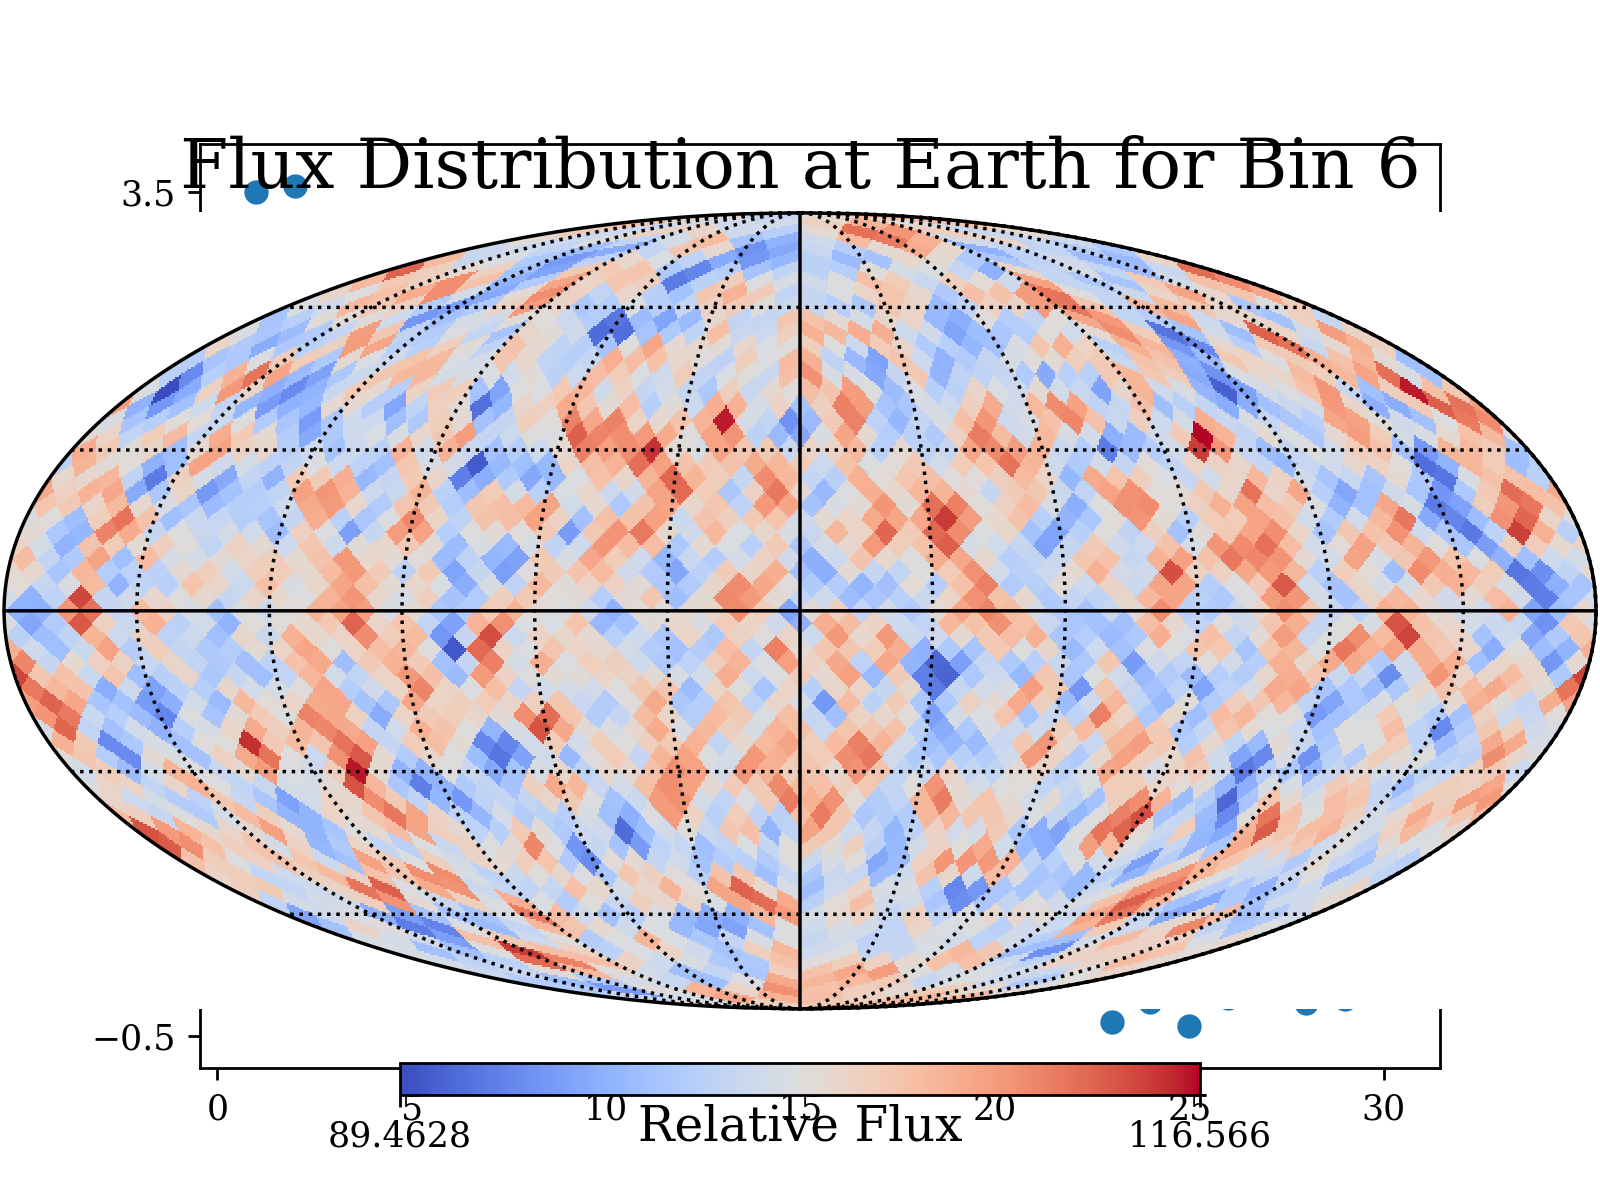 Flux Distribution at Earth for Bin 6
3.5
−0.5
0 5 10 15 20 25 30
Relative Flux
89.4628 116.566